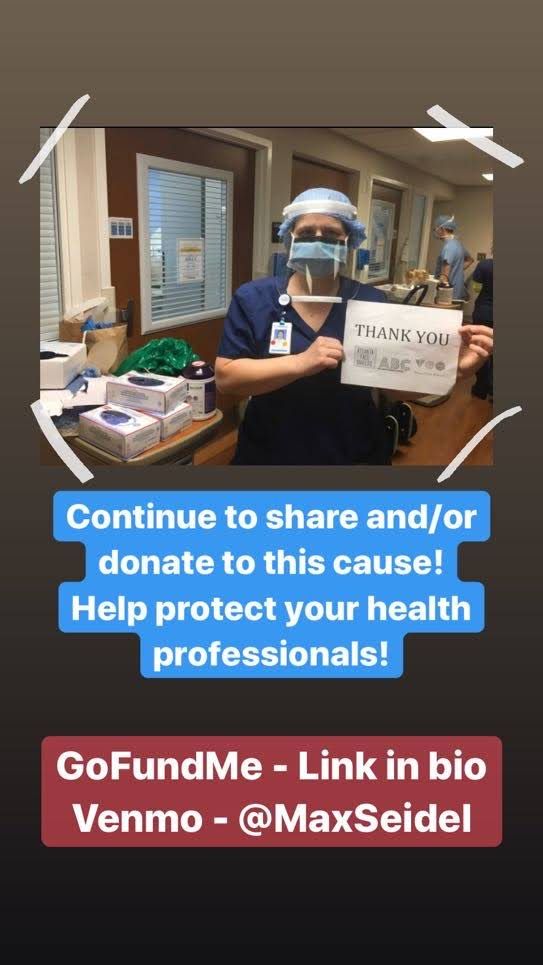 THANK YOU
ABC
Continue to share and/or
donate to this cause!
Help protect your health
professionals!
GoFundMe - Link in bio
Venmo - @MaxSeidel